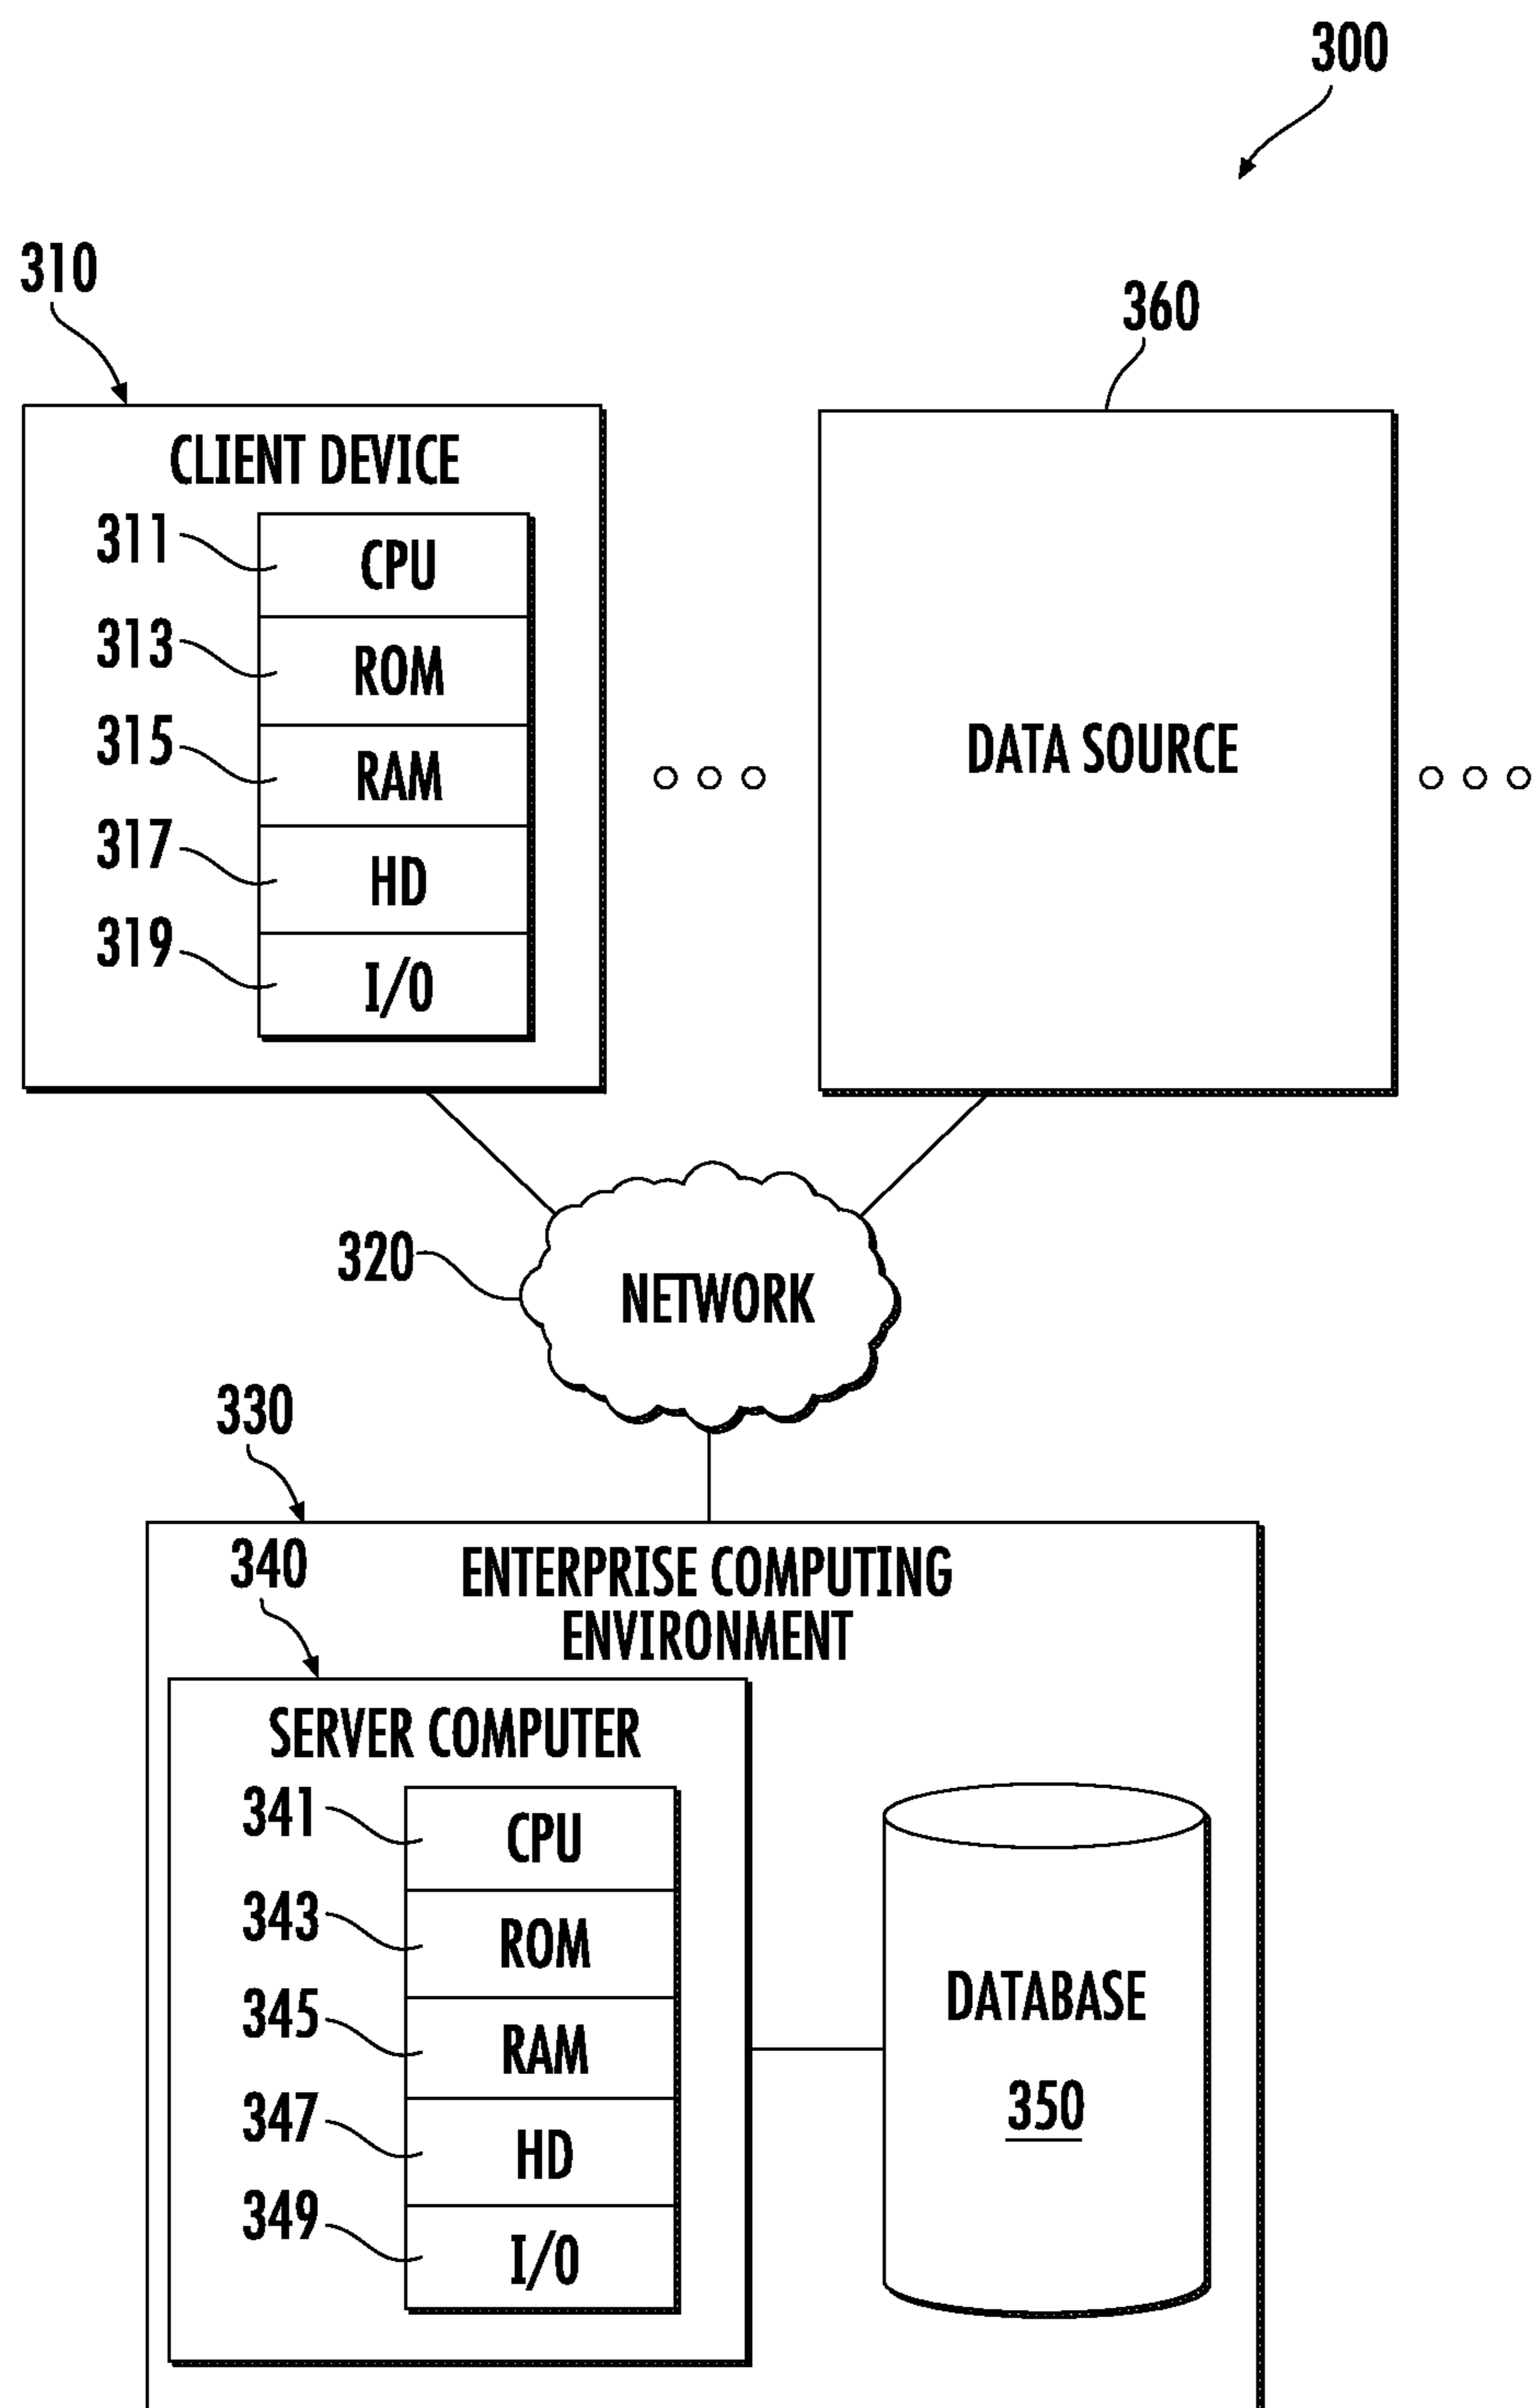 300
310
360
CLIENT DEVICE
311
CPU
313
ROM
315
RAM
317
HD
319
I/O
DATA SOURCE
320
NETWORK
330
ENTERPRISE COMPUTING
ENVIRONMENT
340
SERVER COMPUTER
341
CPU
343
ROM
345
RAM
347
HD
349
I/O
DATABASE
350